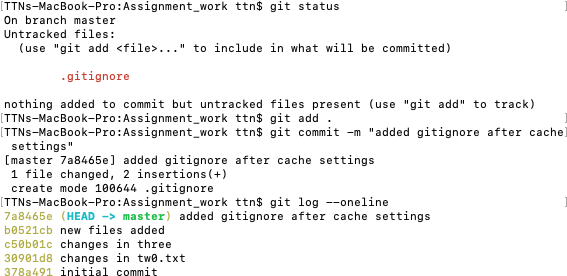 [TTNs-MacBook-Pro:Assignment_work ttn$ git status
On branch master
Untracked files:
  (use "git add <file>..." to include in what will be committed)
        .gitignore
nothing added to commit but untracked files present (use "git add" to track)
[TTNs-MacBook-Pro:Assignment_work ttn$ git add .
[TTNs-MacBook-Pro:Assignment_work ttn$ git commit -m "added gitignore after cache]
 settings"
[master 7a8465e] added gitignore after cache settings
 1 file changed, 2 insertions(+)
 create mode 100644 .gitignore
[TTNs-MacBook-Pro:Assignment_work ttn$ git log --oneline
7a8465e (HEAD -> master) added gitignore after cache settings
b0521cb new files added
c50b01c changes in three
30901d8 changes in tw0.txt
378a491 initial commit